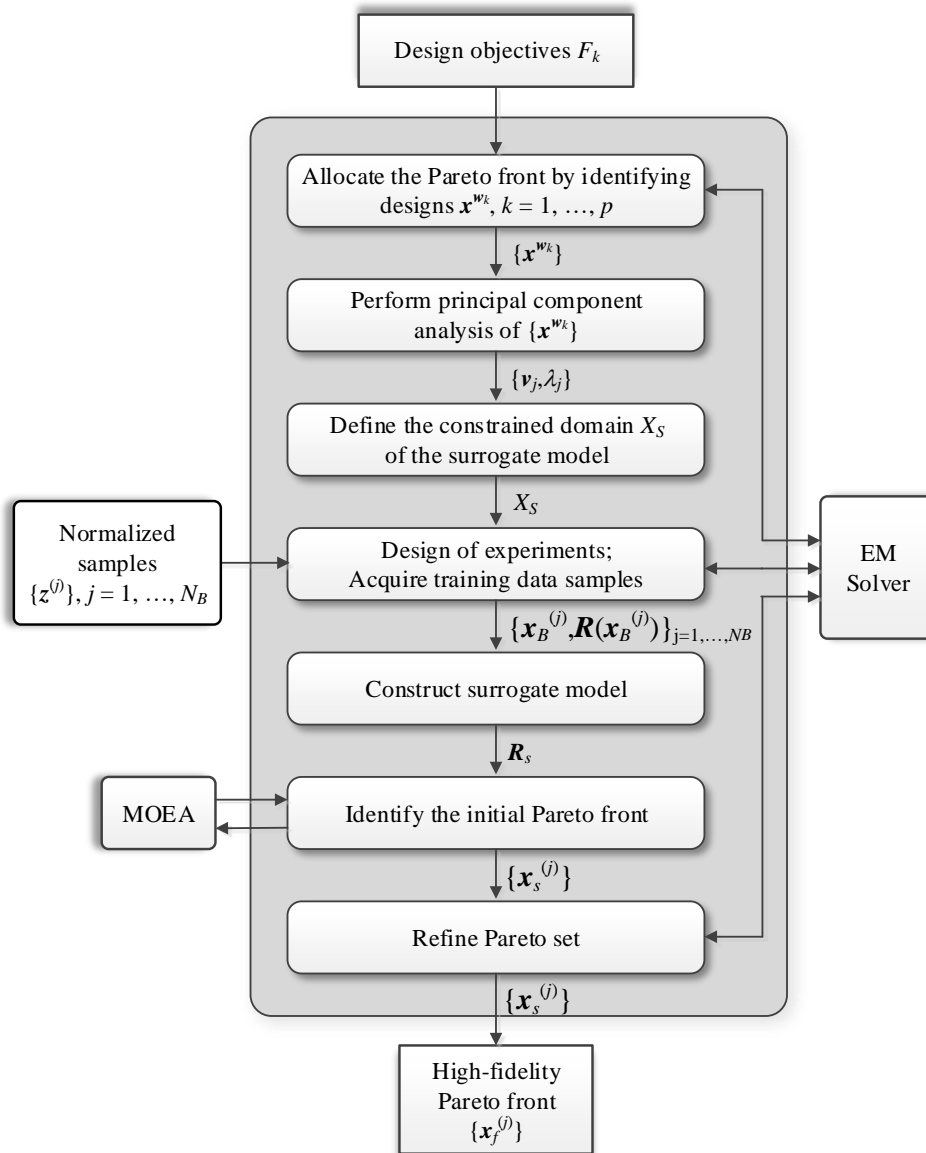 Design objectives Fₖ
Allocate the Pareto front by identifying
designs x^{w_k}, k = 1, …, p
{x^{w_k}}
Perform principal component
analysis of {x^{w_k}}
{v_j,λ_j}
Define the constrained domain X_S
of the surrogate model
X_S
Normalized
samples
{z^{(j)}}, j = 1, …, N_B
Design of experiments;
Acquire training data samples
EM
Solver
{x_B^{(j)},R(x_B^{(j)})}_{j=1,…,NB}
Construct surrogate model
R_s
MOEA
Identify the initial Pareto front
{x_s^{(j)}}
Refine Pareto set
{x_s^{(j)}}
High-fidelity
Pareto front
{x_f^{(j)}}